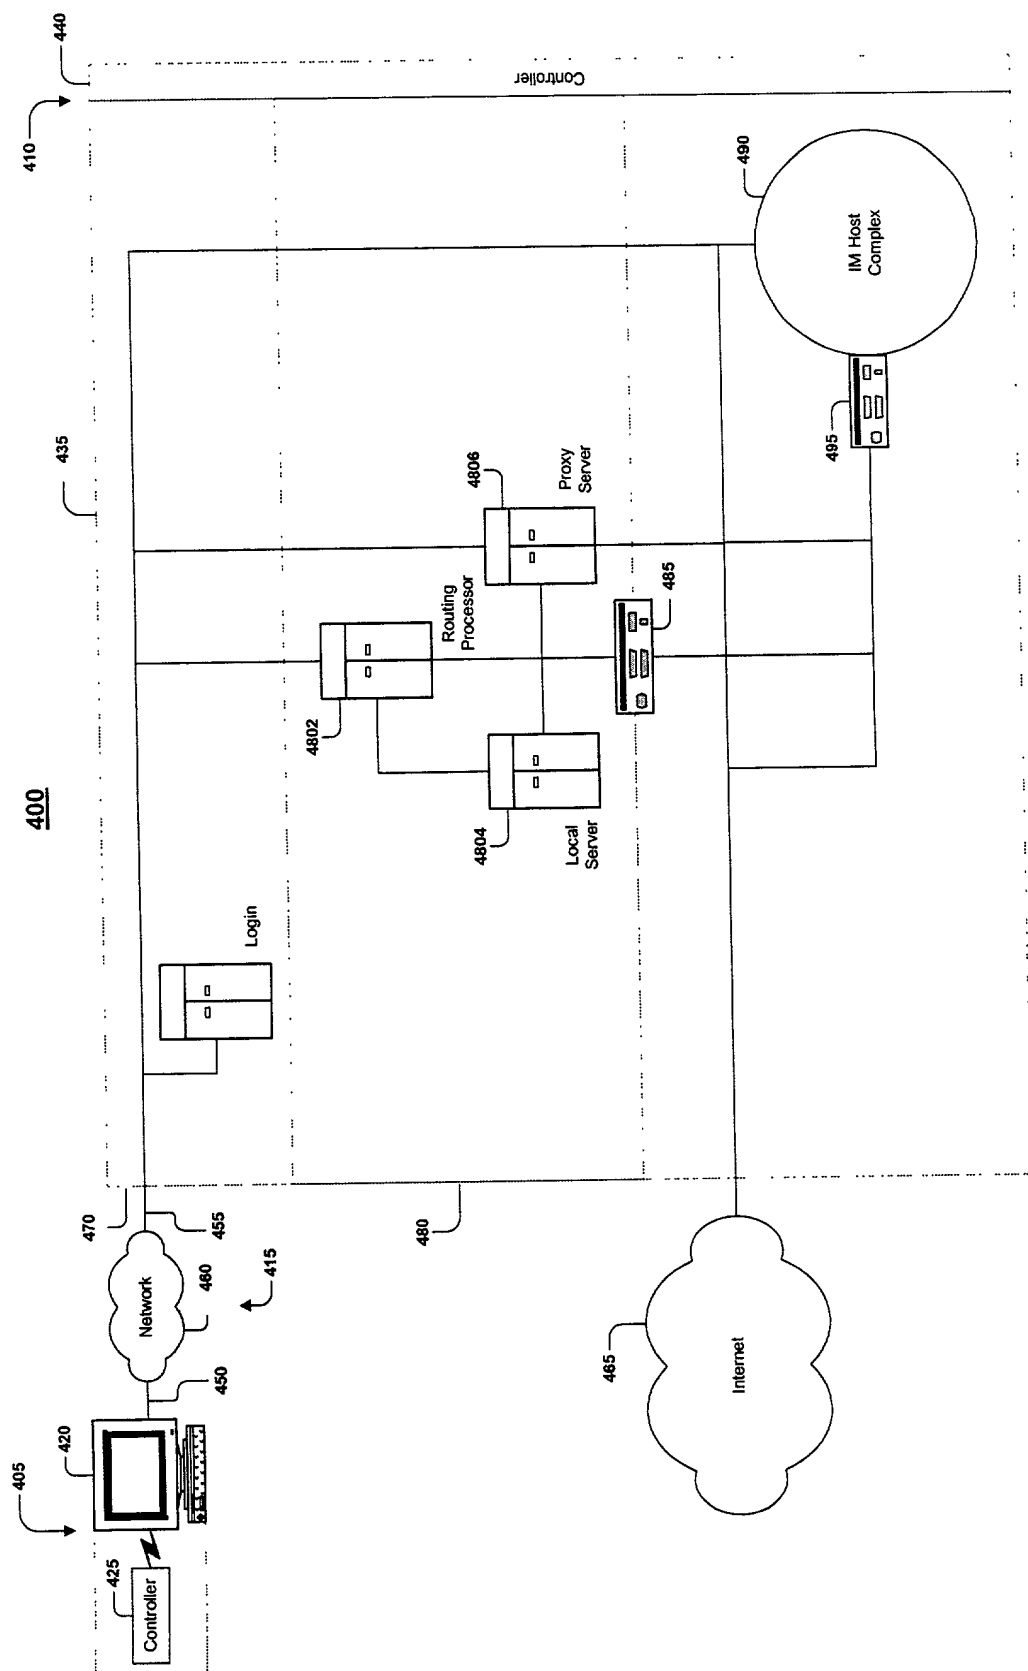 400
405
420
425
Controller
450
Network
460
415
455
470
435
410
440
Controller
Login
480
4802
Routing
Processor
4804
Local
Server
4806
Proxy
Server
485
465
Internet
490
IM Host
Complex
495